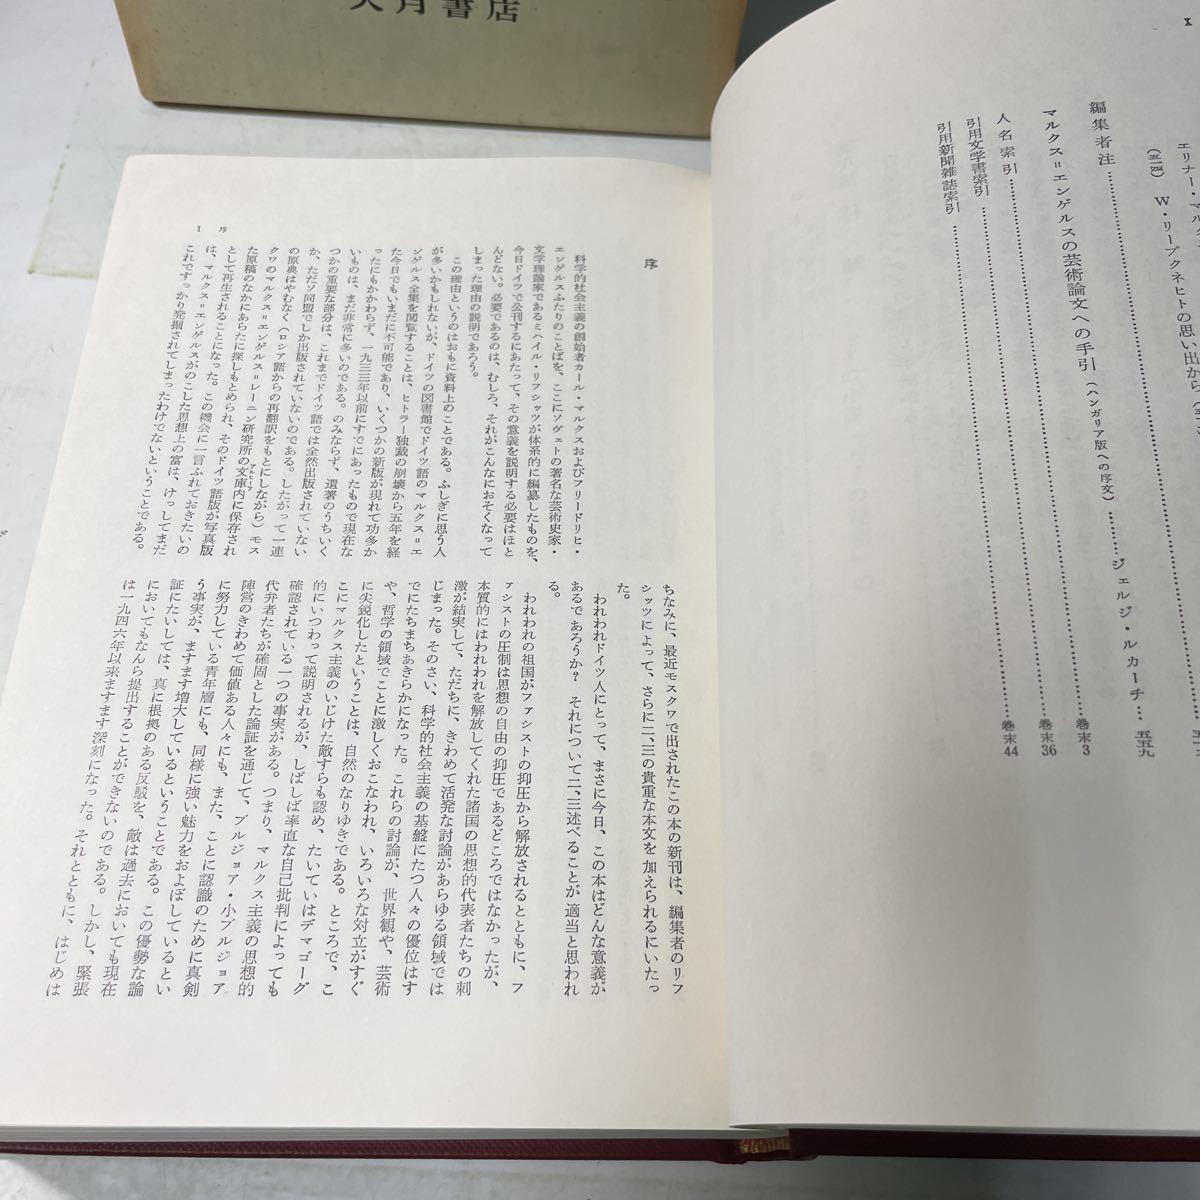 大月書店
x
エリナー・マルク
(五一四) W・リープクネヒトの思い出から
編集者注
マルクス=エンゲルスの芸術論文への手引(ハンガリア版への序文)……ジェルジ・ルカーチ…五五九
人名索引……巻末3
引用文学書索引……巻末36
引用新聞雑誌索引……巻末44
1 序
序
科学的社会主義の創始者カール・マルクスおよびフリードリヒ・
エンゲルスふたりのことばを、ここにソヴェトの著名な芸術史家・
文学理論家であるミハイル・リフシッツが体系的に編纂したものを、
今日ドイツで公刊するにあたって、その意義を説明する必要はほと
んどない。必要であるのは、むしろ、それがこんなにおそくなって
しまった理由の説明であろう。
この理由というのはおもに資料上のことである。ふしぎに思う人
が多いかもしれないが、ドイツの図書館でドイツ語のマルクス=エ
ンゲルス全集を閲覧することは、ヒトラー独裁の崩壊から五年を経
た今日でもいまだに不可能であり、いくつかの新版が現れて功多か
ったにもかかわらず、一九三三年以前にすでにあったもので現在な
いものは、まだ非常に多いのである。のみならず、遺著のうちいく
つかの重要な部分は、これまでドイツ語では全然出版されていない
か、ただソ同盟でしか出版されていないのである。したがって一連
の原典はやむなく(ロシア語からの再翻訳をもとにしながら)モス
クワのマルクス=エンゲルス=レーニン研究所の文庫内に保存され
アルヒーフ
た原稿のなかにあらたに探しもとめられ、そのドイツ語版が写真版
として再生されることになった。この機会に一言ふれておきたいの
は、マルクス=エンゲルスがのこした思想上の富は、けっしてまだ
これですっかり発掘されてしまったわけでないということである。
ちなみに、最近モスクワで出されたこの本の新刊は、編集者のリフ
シッツによって、さらに二、三の貴重な本文を加えられるにいたっ
た。
われわれドイツ人にとって、まさに今日、この本はどんな意義が
あるであろうか? それについて二、三述べることが適当と思われ
る。
われわれの祖国がファシストの抑圧から解放されるとともに、フ
ァシストの圧制は思想の自由の抑圧であるどころではなかったが、
本質的にはわれわれを解放してくれた諸国の思想的代表者たちの刺
激が結実して、ただちに、きわめて活発な討論があらゆる領域では
じまった。そのさい、科学的社会主義の基盤にたつ人々の優位はす
でにたちまちあきらかになった。これらの討論が、世界観や、芸術
や、哲学の領域でことに激しくおこなわれ、いろいろな対立がすぐ
に尖鋭化したということは、自然のなりゆきである。ところで、こ
こにマルクス主義のいじけた敵すらも認め、たいていはデマゴーグ
的にいつわって説明されるが、しばしば率直な自己批判によっても
確認されている一つの事実がある。つまり、マルクス主義の思想的
代弁者たちが確固とした論証を通じて、ブルジョア・小ブルジョア
陣営のきわめて価値ある人々にも、また、ことに認識のために真剣
に努力している青年層にも、同様に強い魅力をおよぼしているとい
う事実が、ますます増大しているということである。この優勢な論
証にたいしては、真に根拠のある反駁を、敵は過去においても現在
においてもなんら提出することができないのである。しかし、緊張
は一九四六年以来ますます深刻になった。それとともに、はじめは